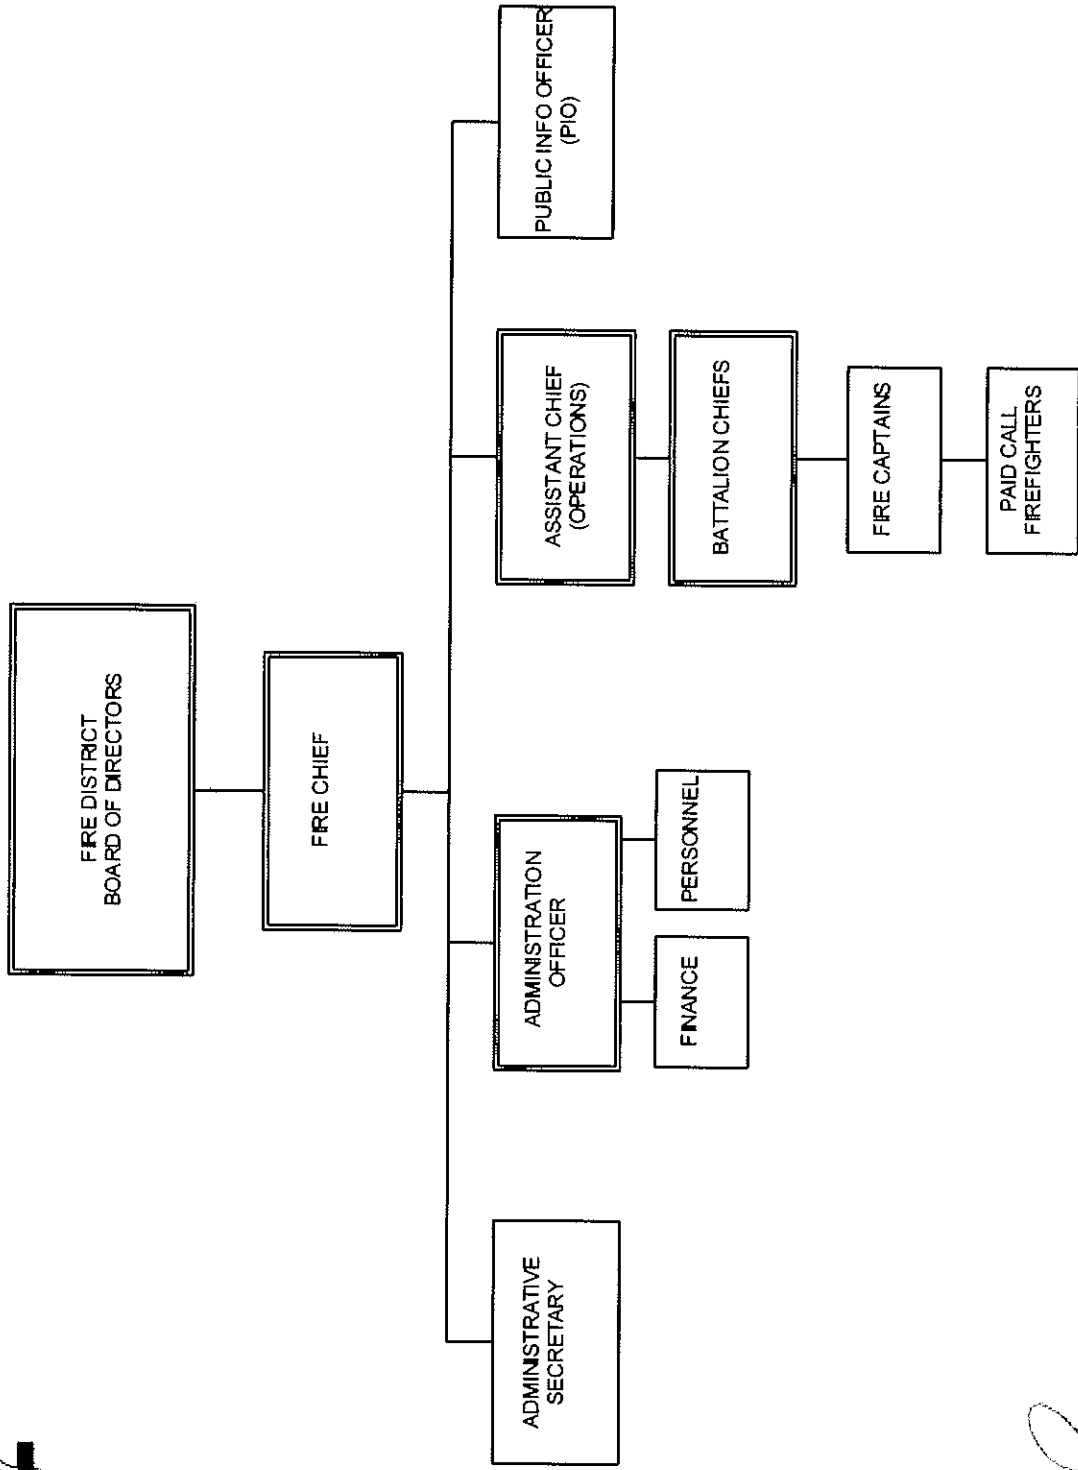 FIRE DISTRICT
BOARD OF DIRECTORS
FIRE CHIEF
ADMINISTRATIVE
SECRETARY
ADMINISTRATION
OFFICER
FINANCE
PERSONNEL
ASSISTANT CHIEF
(OPERATIONS)
BATTALION CHIEFS
FIRE CAPTAINS
PAID CALL
FIREFIGHTERS
PUBLIC INFO OFFICER
(PIO)